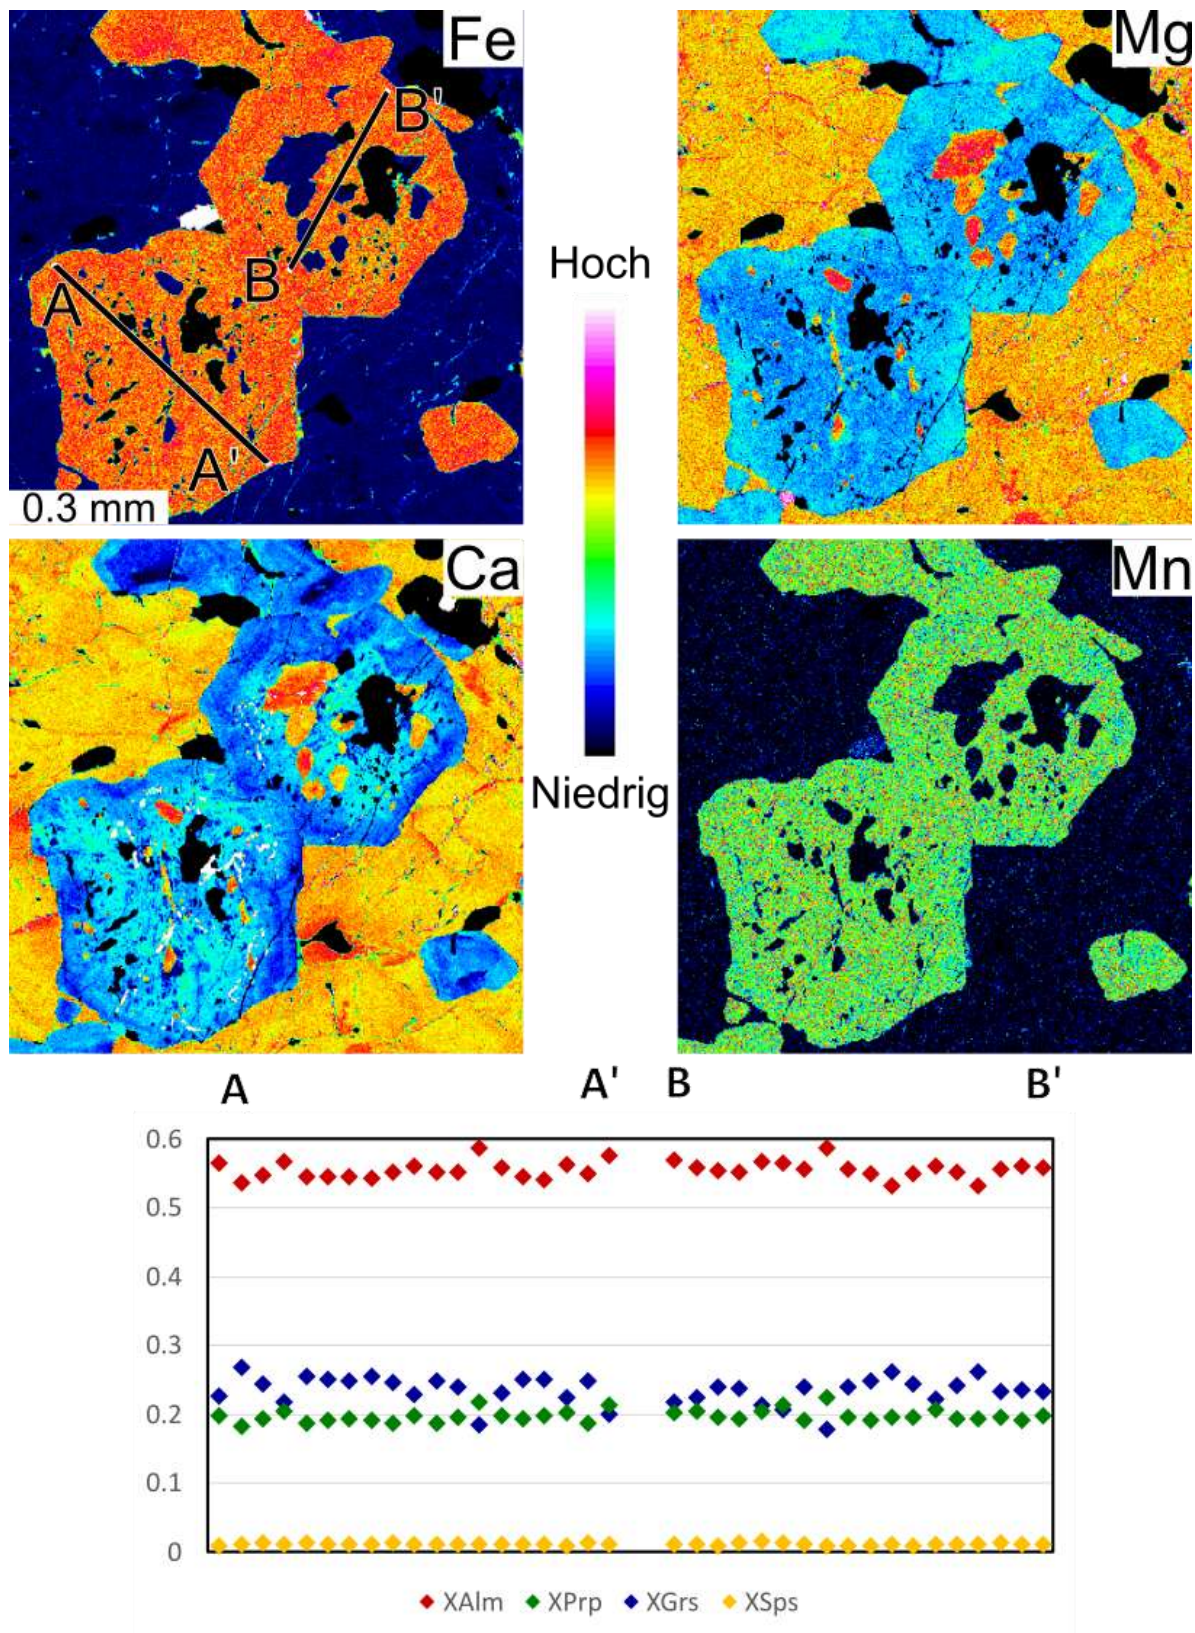 Fe
Mg
B'
B
A
A'
0.3 mm
Hoch
Niedrig
Ca
Mn
A A' B B'
0.6
0.5
0.4
0.3
0.2
0.1
0
XAlm XPrp XGrs XSps